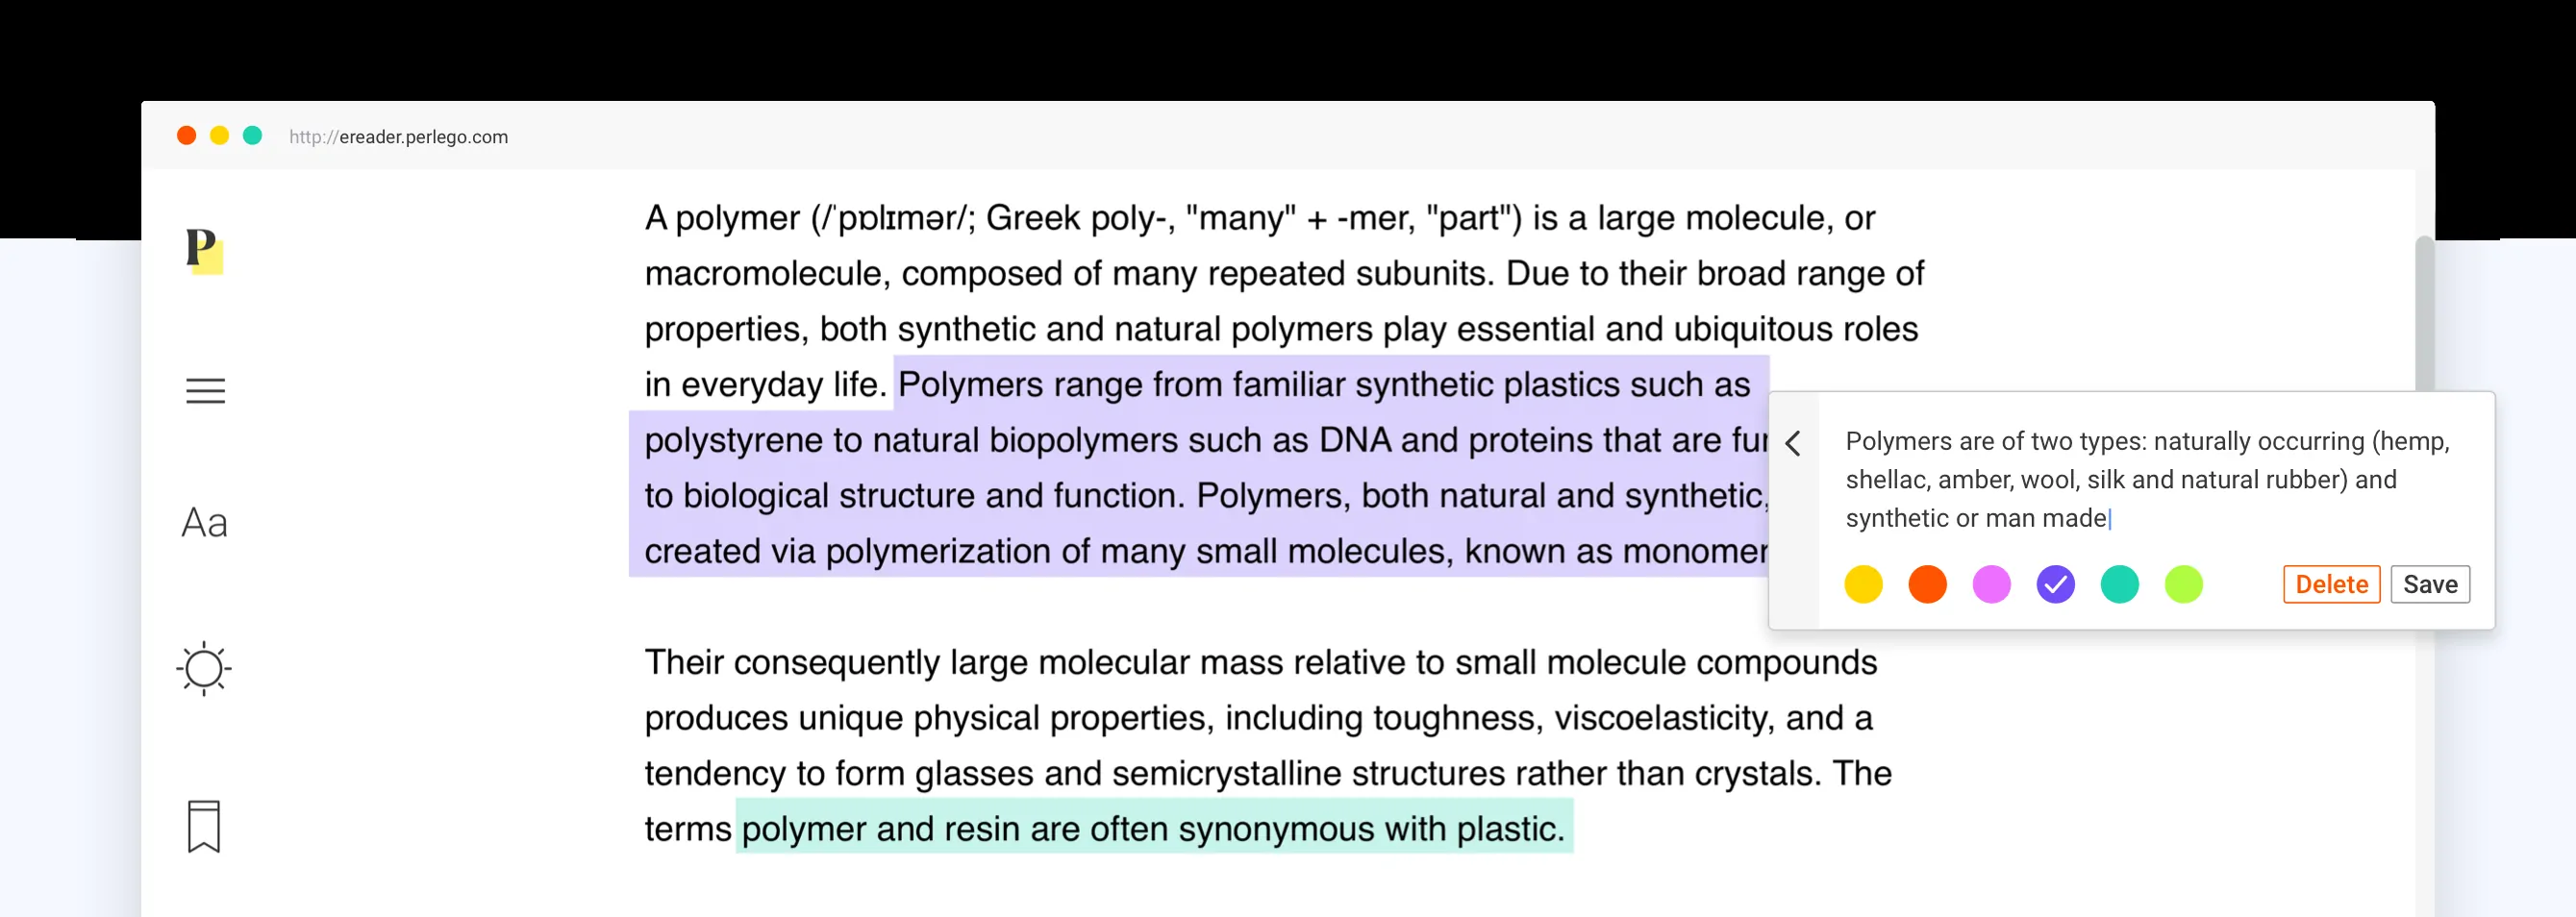 http://ereader.perlego.com
P
A polymer (/ˈpɒlɪmər/; Greek poly-, "many" + -mer, "part") is a large molecule, or
macromolecule, composed of many repeated subunits. Due to their broad range of
properties, both synthetic and natural polymers play essential and ubiquitous roles
in everyday life. Polymers range from familiar synthetic plastics such as
polystyrene to natural biopolymers such as DNA and proteins that are
to biological structure and function. Polymers, both natural and synthetic,
created via polymerization of many small molecules, known as
Polymers are of two types: naturally occurring (hemp,
shellac, amber, wool, silk and natural rubber) and
synthetic or man made
Delete Save
Aa
Their consequently large molecular mass relative to small molecule compounds
produces unique physical properties, including toughness, viscoelasticity, and a
tendency to form glasses and semicrystalline structures rather than crystals. The
terms polymer and resin are often synonymous with plastic.